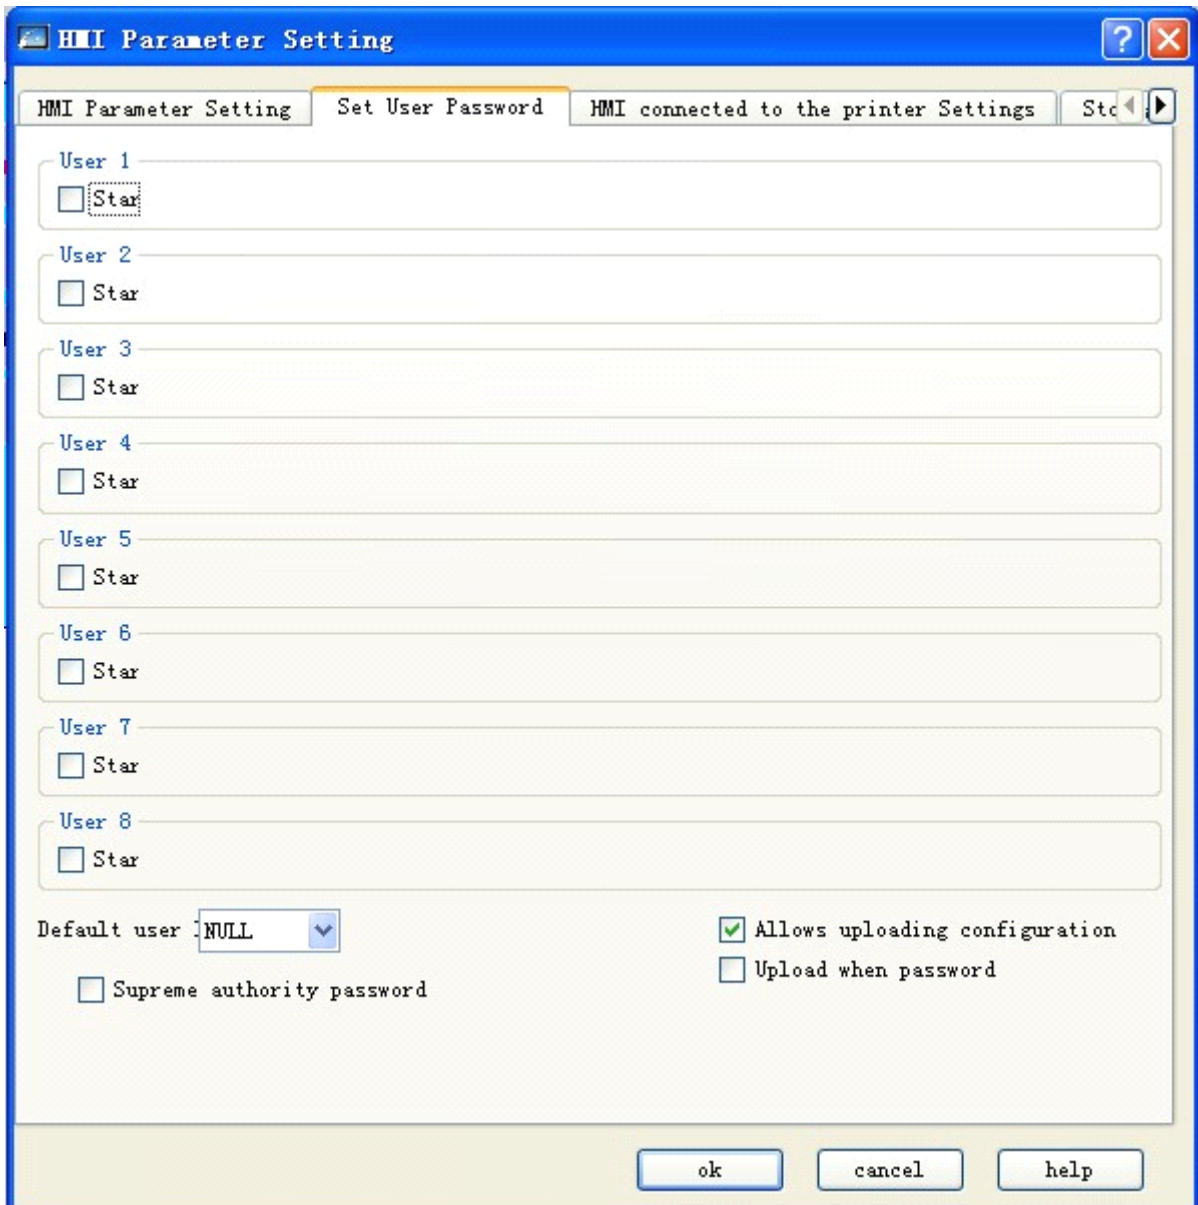 HMI Parameter Setting
HMI Parameter Setting Set User Password HMI connected to the printer Settings
User 1
Star
User 2
Star
User 3
Star
User 4
Star
User 5
Star
User 6
Star
User 7
Star
User 8
Star
Default user NULL Allows uploading configuration
Upload when password
Supreme authority password
ok cancel help